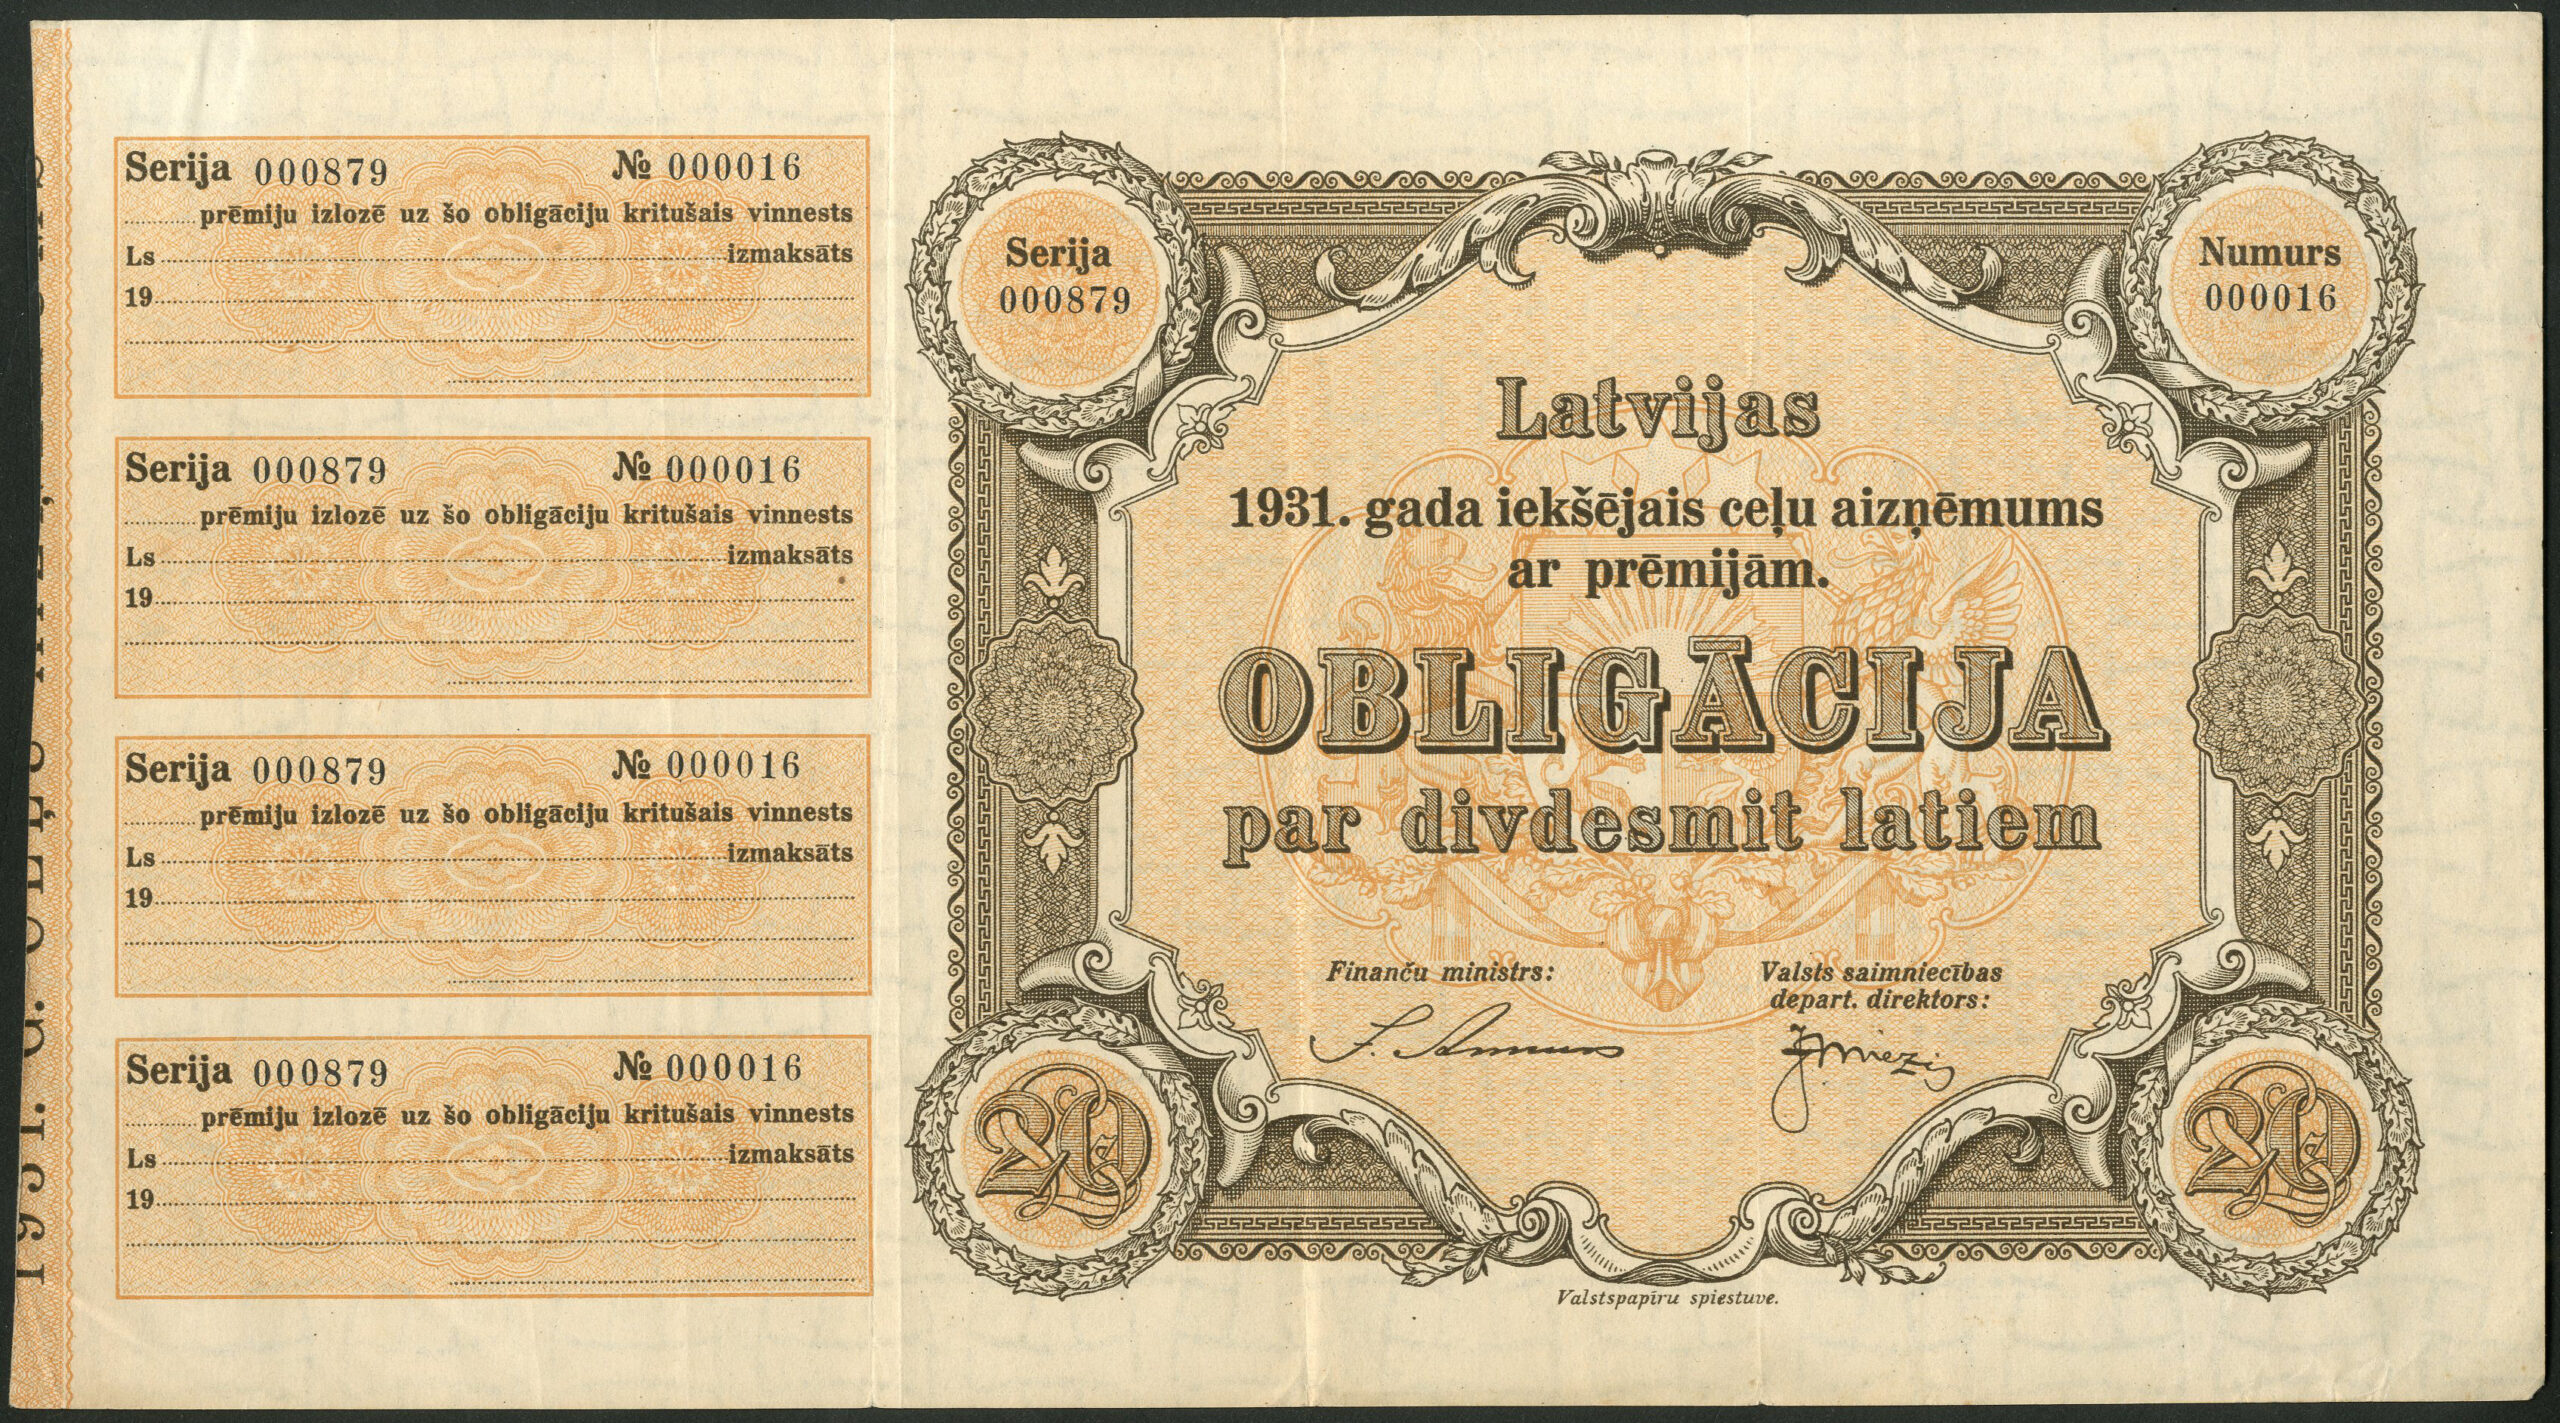 Serija 000879 № 000016
prēmiju izlozē uz šo obligāciju kritušais vinnests
Ls izmaksāts
19
Serija 000879 № 000016
prēmiju izlozē uz šo obligāciju kritušais vinnests
Ls izmaksāts
19
Serija 000879 № 000016
prēmiju izlozē uz šo obligāciju kritušais vinnests
Ls izmaksāts
19
Serija 000879 № 000016
prēmiju izlozē uz šo obligāciju kritušais vinnests
Ls izmaksāts
19
Serija
000879
Numurs
000016
Latvijas
1931. gada iekšējais ceļu aizņēmums
ar prēmijām.
OBLIGĀCIJA
par divdesmit latiem
Finanču ministrs:
Valsts saimniecības
depart. direktors:
20 Ls
20 Ls
Valstspapīru spiestuve.
1931. G.